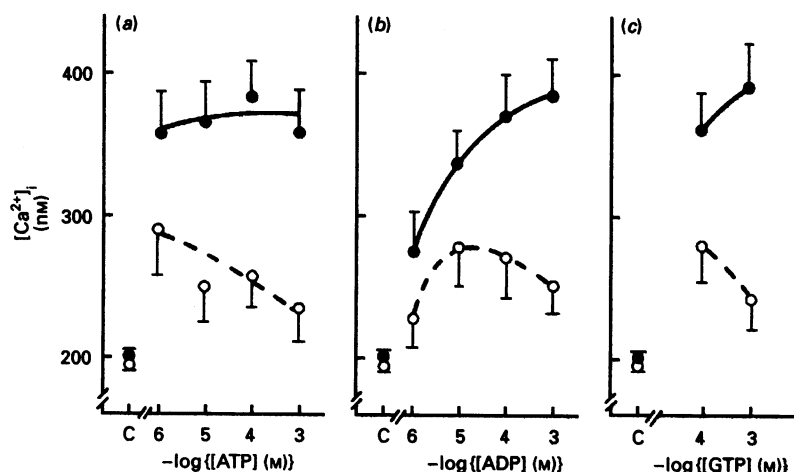 (a) (b) (c)
400
300
200
[Ca²⁺]ᵢ
(nM)
C 6 5 4 3 C 6 5 4 3 C 4 3
−log{[ATP] (M)} −log{[ADP] (M)} −log{[GTP] (M)}